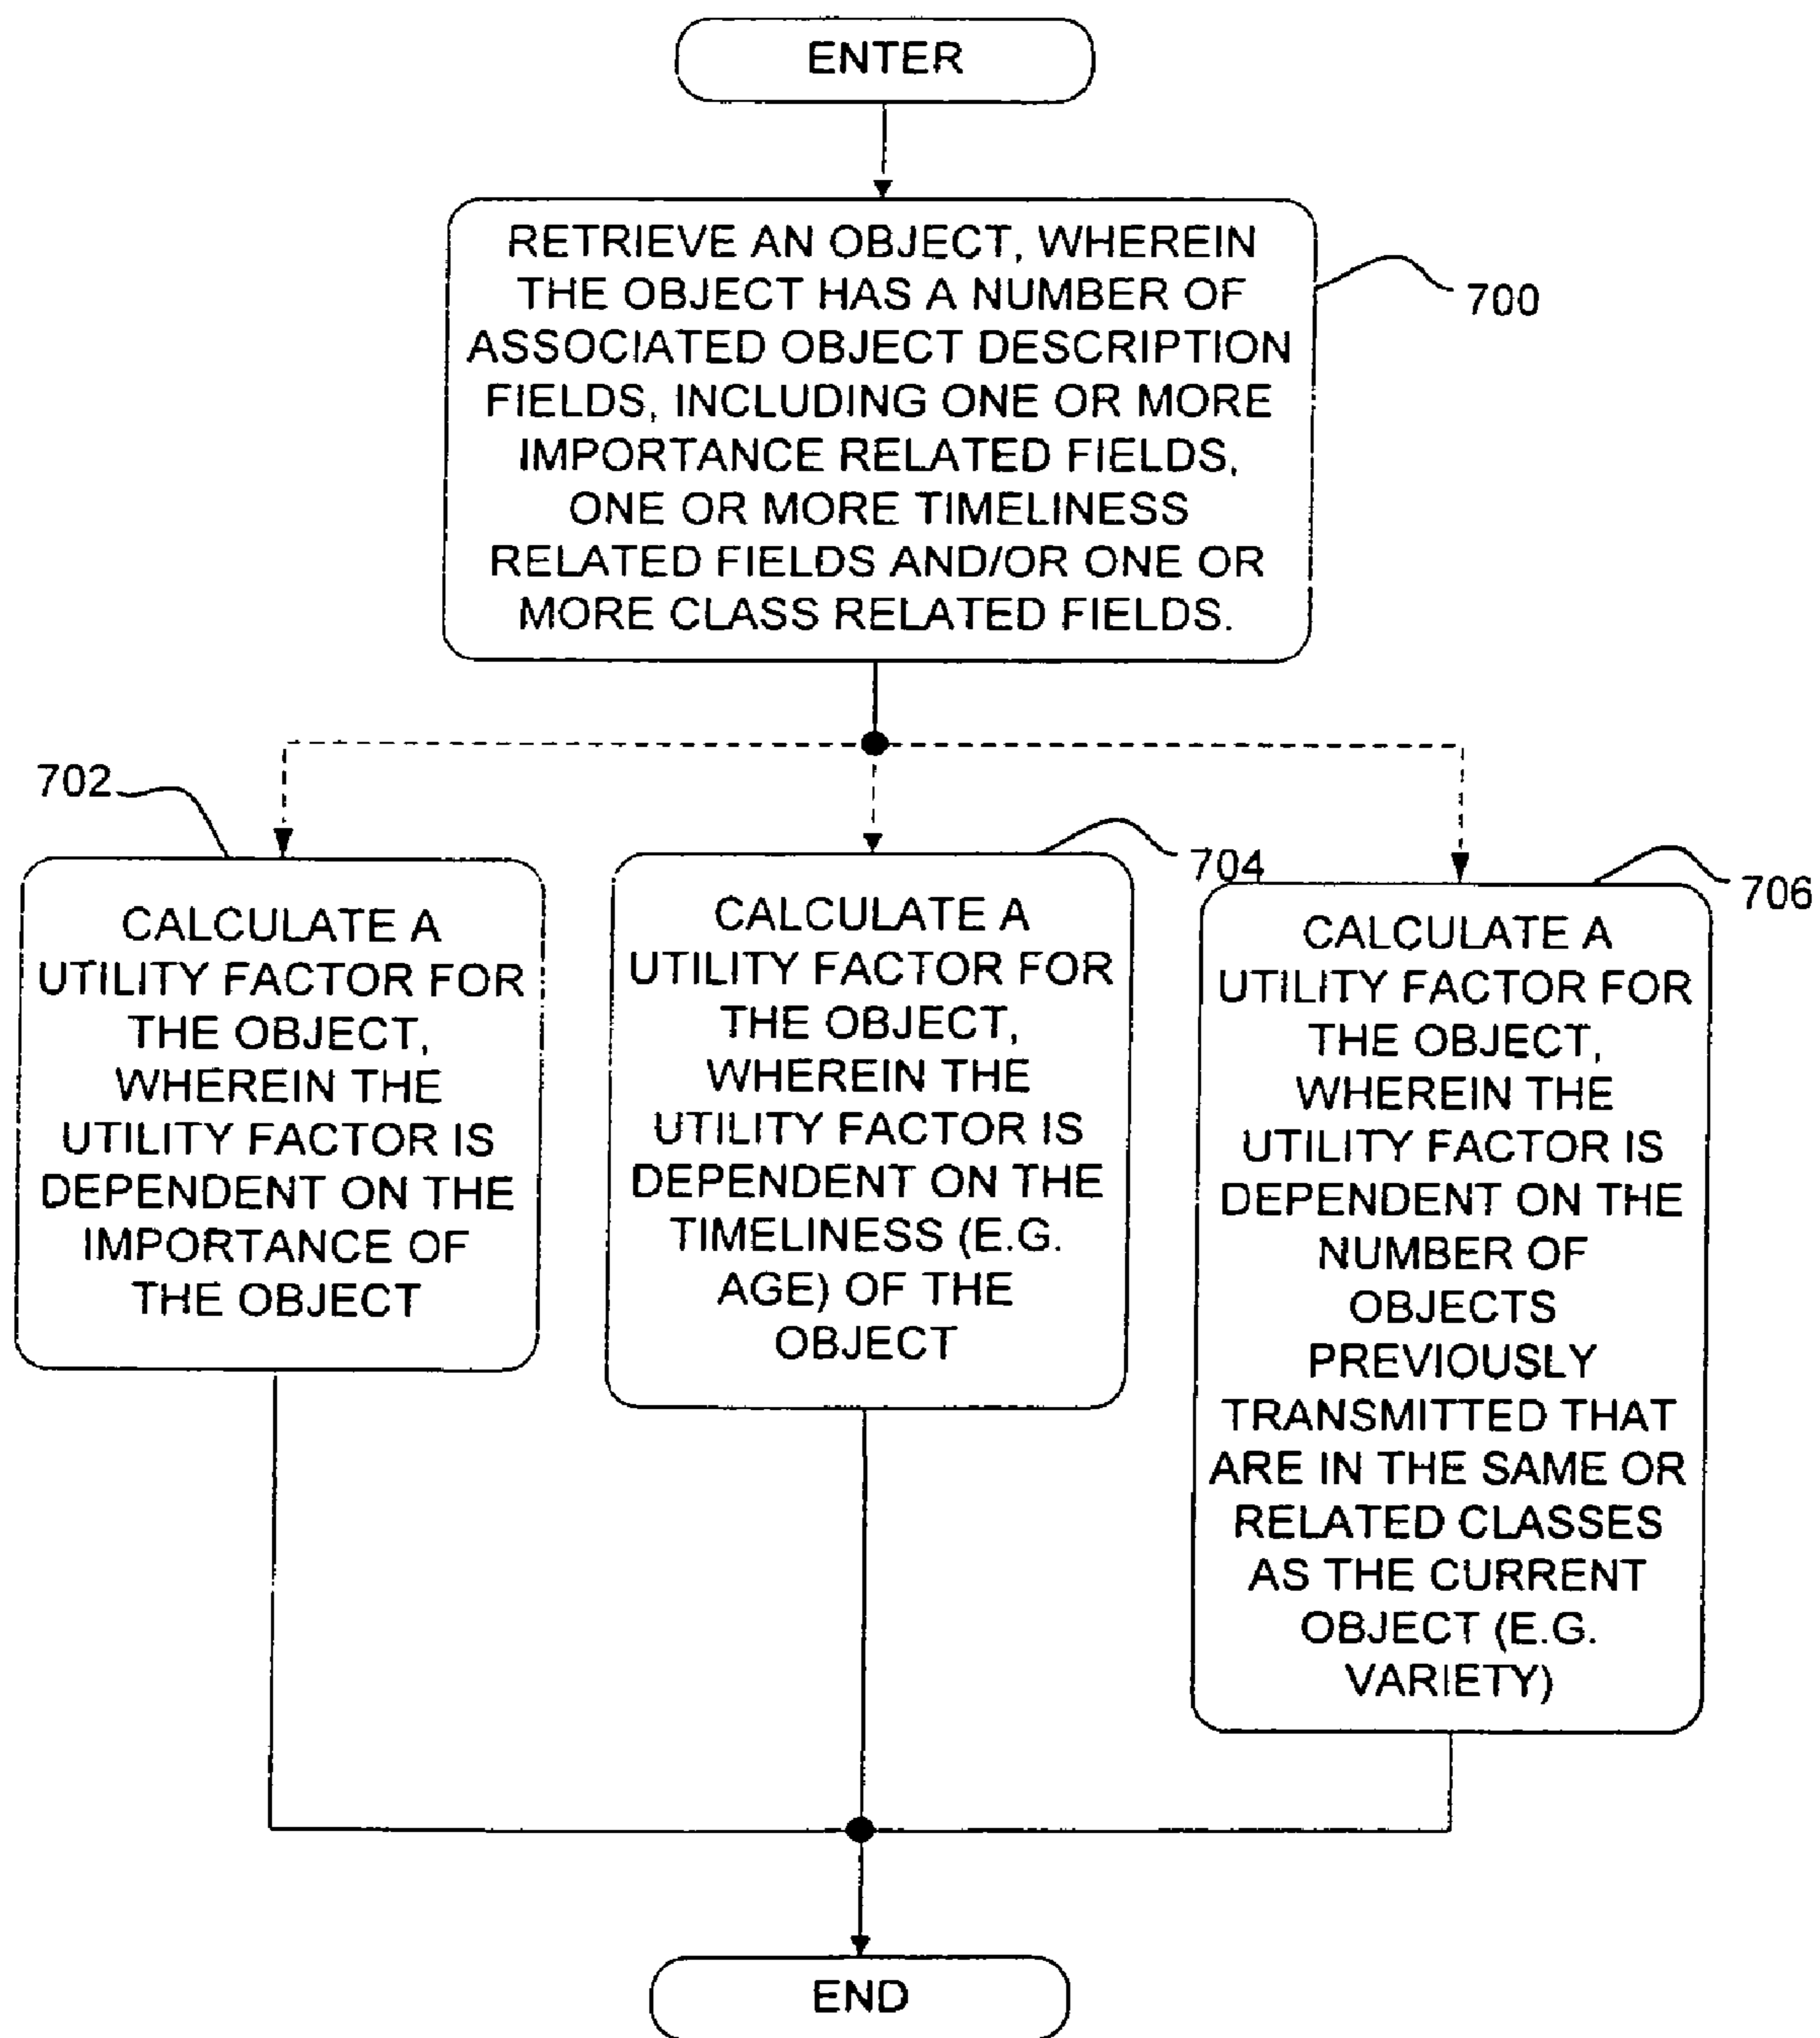 ENTER
RETRIEVE AN OBJECT, WHEREIN
THE OBJECT HAS A NUMBER OF
ASSOCIATED OBJECT DESCRIPTION
FIELDS, INCLUDING ONE OR MORE
IMPORTANCE RELATED FIELDS,
ONE OR MORE TIMELINESS
RELATED FIELDS AND/OR ONE OR
MORE CLASS RELATED FIELDS.
700
702
CALCULATE A
UTILITY FACTOR FOR
THE OBJECT,
WHEREIN THE
UTILITY FACTOR IS
DEPENDENT ON THE
IMPORTANCE OF
THE OBJECT
704
CALCULATE A
UTILITY FACTOR FOR
THE OBJECT,
WHEREIN THE
UTILITY FACTOR IS
DEPENDENT ON THE
TIMELINESS (E.G.
AGE) OF THE
OBJECT
706
CALCULATE A
UTILITY FACTOR FOR
THE OBJECT,
WHEREIN THE
UTILITY FACTOR IS
DEPENDENT ON THE
NUMBER OF
OBJECTS
PREVIOUSLY
TRANSMITTED THAT
ARE IN THE SAME OR
RELATED CLASSES
AS THE CURRENT
OBJECT (E.G.
VARIETY)
END